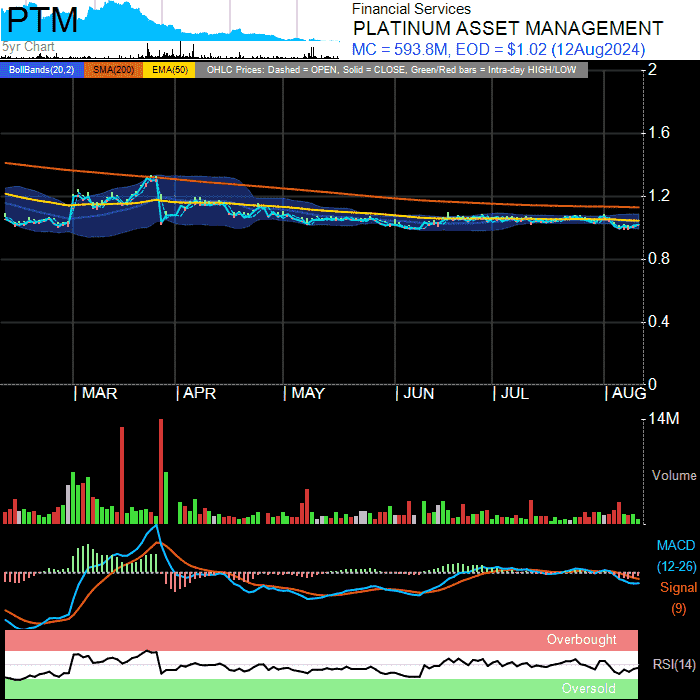 PTM
5yr Chart
Financial Services
PLATINUM ASSET MANAGEMENT
MC = 593.8M, EOD = $1.02 (12Aug2024)
BollBands(20,2) SMA(200) EMA(50) OHLC Prices: Dashed = OPEN, Solid = CLOSE, Green/Red bars = Intra-day HIGH/LOW
2
1.6
1.2
0.8
0.4
0
MAR APR MAY JUN JUL AUG
14M
Volume
MACD
(12-26)
Signal
(9)
Overbought
RSI(14)
Oversold